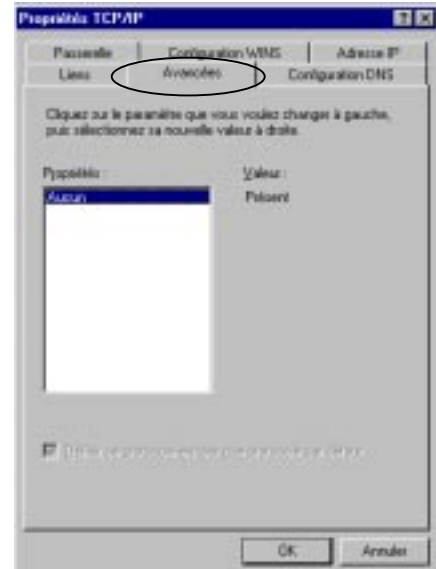 Propriétés TCP/IP
Passerelle Configuration WINS Adresse IP
Liens Avancées Configuration DNS
Cliquez sur le paramètre que vous voulez changer à gauche,
puis sélectionnez sa nouvelle valeur à droite.
Propriétés : Valeur :
Aucun Présent
OK Annuler